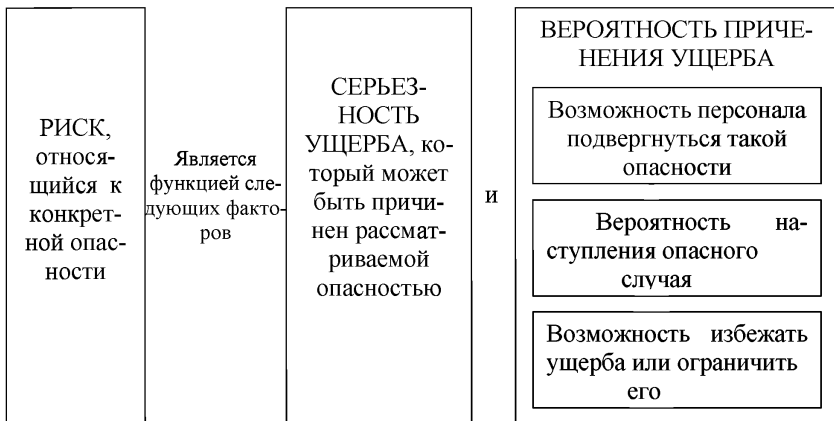 РИСК,
относя-
щийся к
конкрет-
ной опас-
ности
Является
функцией сле-
дующих факто-
ров
СЕРЬЕЗ-
НОСТЬ
УЩЕРБА, ко-
торый может
быть причи-
нен рассмат-
риваемой
опасностью
и
ВЕРОЯТНОСТЬ ПРИЧЕ-
НЕНИЯ УЩЕРБА
Возможность персонала
подвергнуться такой
опасности
Вероятность на-
ступления опасного
случая
Возможность избежать
ущерба или ограничить
его